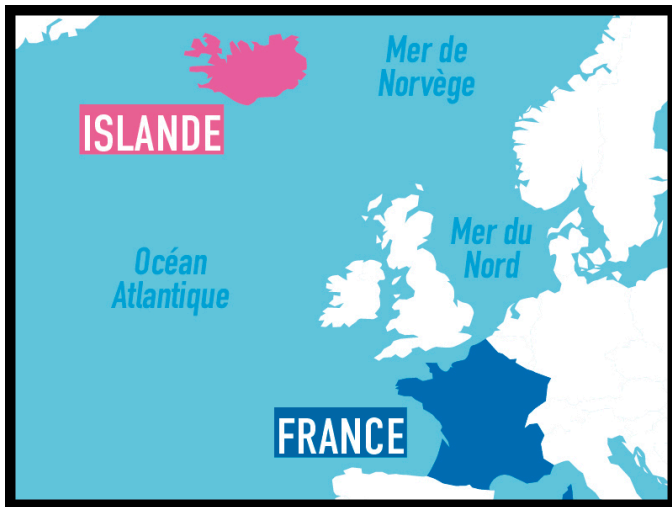 Mer de
Norvège
ISLANDE
Mer du
Nord
Océan
Atlantique
FRANCE